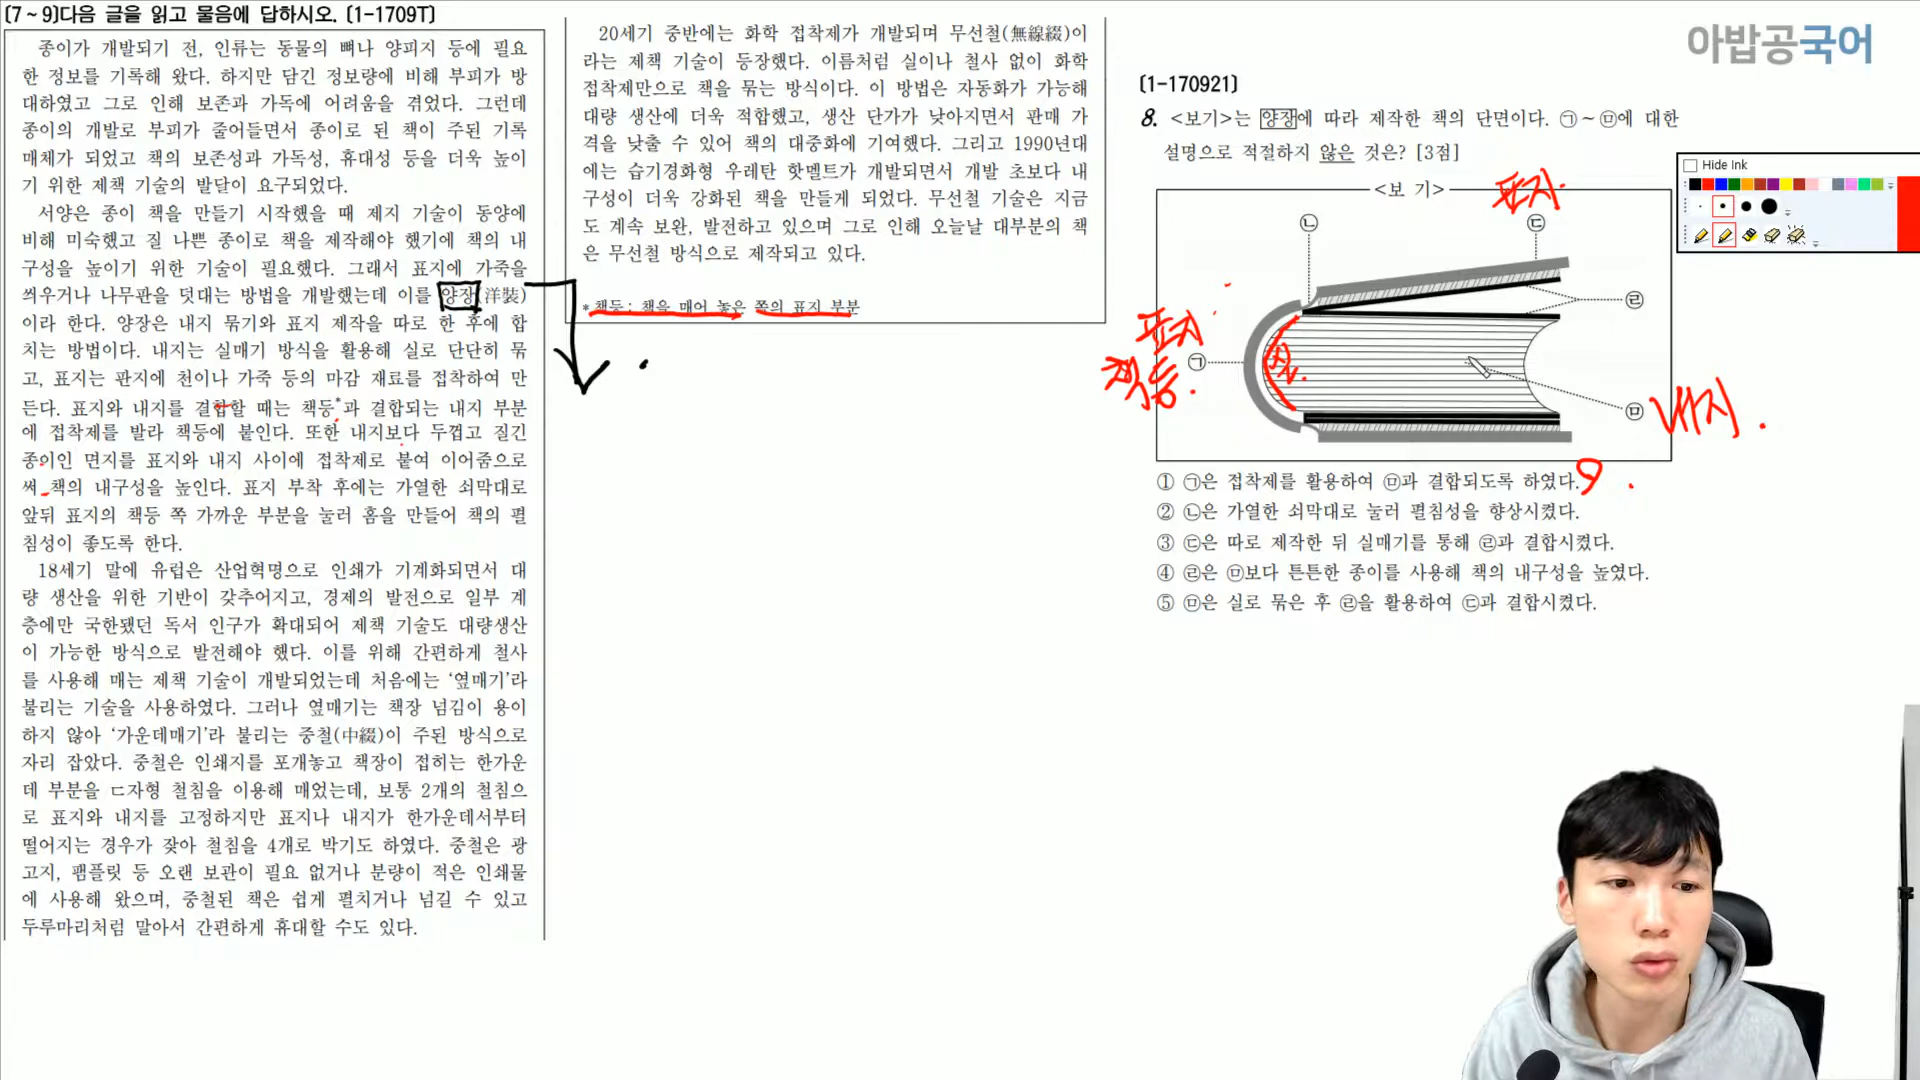 [7～9]다음 글을 읽고 물음에 답하시오. (1-1709T)
종이가 개발되기 전, 인류는 동물의 뼈나 양피지 등에 필요
한 정보를 기록해 왔다. 하지만 담긴 정보량에 비해 부피가 방
대하였고 그로 인해 보존과 가독에 어려움을 겪었다. 그런데
종이의 개발로 부피가 줄어들면서 종이로 된 책이 주된 기록
매체가 되었고 책의 보존성과 가독성, 휴대성 등을 더욱 높이
기 위한 제책 기술의 발달이 요구되었다.
서양은 종이 책을 만들기 시작했을 때 제지 기술이 동양에
비해 미숙했고 질 나쁜 종이로 책을 제작해야 했기에 책의 내
구성을 높이기 위한 기술이 필요했다. 그래서 표지에 가죽을
씌우거나 나무판을 덧대는 방법을 개발했는데 이를 양장(洋裝)
이라 한다. 양장은 내지 묶기와 표지 제작을 따로 한 후에 합
치는 방법이다. 내지는 실매기 방식을 활용해 실로 단단히 묶
고, 표지는 판지에 천이나 가죽 등의 마감 재료를 접착하여 만
든다. 표지와 내지를 결합할 때는 책등*과 결합되는 내지 부분
에 접착제를 발라 책등에 붙인다. 또한 내지보다 두껍고 질긴
종이인 면지를 표지와 내지 사이에 접착제로 붙여 이어줌으로
써 책의 내구성을 높인다. 표지 부착 후에는 가열한 쇠막대로
앞뒤 표지의 책등 쪽 가까운 부분을 눌러 홈을 만들어 책의 펼
침성이 좋도록 한다.
18세기 말에 유럽은 산업혁명으로 인쇄가 기계화되면서 대
량 생산을 위한 기반이 갖추어지고, 경제의 발전으로 일부 계
층에만 국한됐던 독서 인구가 확대되어 제책 기술도 대량생산
이 가능한 방식으로 발전해야 했다. 이를 위해 간편하게 철사
를 사용해 매는 제책 기술이 개발되었는데 처음에는 ‘옆매기’라
불리는 기술을 사용하였다. 그러나 옆매기는 책장 넘김이 용이
하지 않아 ‘가운데매기’라 불리는 중철(中綴)이 주된 방식으로
자리 잡았다. 중철은 인쇄지를 포개놓고 책장이 접히는 한가운
데 부분을 ㄷ자형 철침을 이용해 매었는데, 보통 2개의 철침으
로 표지와 내지를 고정하지만 표지나 내지가 한가운데서부터
떨어지는 경우가 잦아 철침을 4개로 박기도 하였다. 중철은 광
고지, 팸플릿 등 오랜 보관이 필요 없거나 분량이 적은 인쇄물
에 사용해 왔으며, 중철된 책은 쉽게 펼치거나 넘길 수 있고
두루마리처럼 말아서 간편하게 휴대할 수도 있다.
20세기 중반에는 화학 접착제가 개발되며 무선철(無線綴)이
라는 제책 기술이 등장했다. 이름처럼 실이나 철사 없이 화학
접착제만으로 책을 묶는 방식이다. 이 방법은 자동화가 가능해
대량 생산에 더욱 적합했고, 생산 단가가 낮아지면서 판매 가
격을 낮출 수 있어 책의 대중화에 기여했다. 그리고 1990년대
에는 습기경화형 우레탄 핫멜트가 개발되면서 개발 초보다 내
구성이 더욱 강화된 책을 만들게 되었다. 무선철 기술은 지금
도 계속 보완, 발전하고 있으며 그로 인해 오늘날 대부분의 책
은 무선철 방식으로 제작되고 있다.
* 책등 : 책을 매어 놓은 쪽의 표지 부분
아밥공국어
(1-170921)
8. <보기>는 양장에 따라 제작한 책의 단면이다. ㉠～㉤에 대한
설명으로 적절하지 않은 것은? [3점]
<보 기>
표지
㉡
㉢
㉣
표지
책등
㉠
㉤
내지
① ㉠은 접착제를 활용하여 ㉤과 결합되도록 하였다.
② ㉡은 가열한 쇠막대로 눌러 펼침성을 향상시켰다.
③ ㉢은 따로 제작한 뒤 실매기를 통해 ㉣과 결합시켰다.
④ ㉣은 ㉤보다 튼튼한 종이를 사용해 책의 내구성을 높였다.
⑤ ㉤은 실로 묶은 후 ㉣을 활용하여 ㉢과 결합시켰다.
Hide Ink